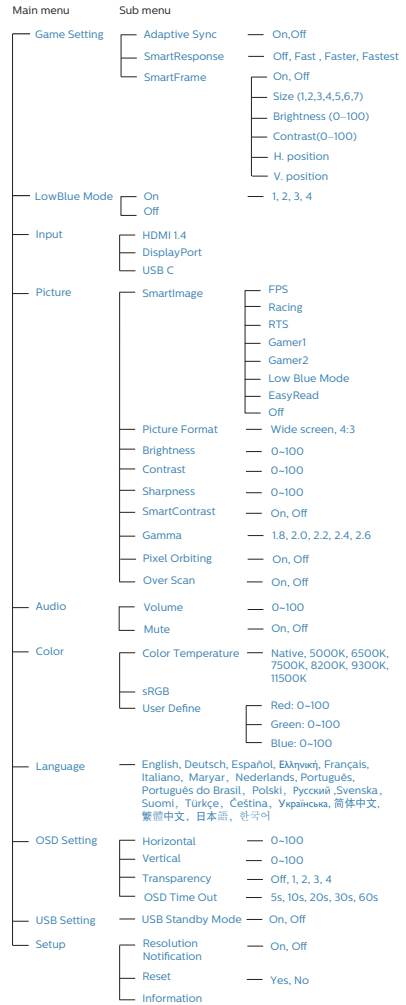 Main menu Sub menu
Game Setting Adaptive Sync On,Off
SmartResponse Off, Fast , Faster, Fastest
SmartFrame
On, Off
Size (1,2,3,4,5,6,7)
Brightness (0–100)
Contrast(0–100)
H. position
V. position
LowBlue Mode On 1, 2, 3, 4
Off
Input HDMI 1.4
DisplayPort
USB C
Picture SmartImage FPS
Racing
RTS
Gamer1
Gamer2
Low Blue Mode
EasyRead
Off
Picture Format Wide screen, 4:3
Brightness 0~100
Contrast 0~100
Sharpness 0~100
SmartContrast On, Off
Gamma 1.8, 2.0, 2.2, 2.4, 2.6
Pixel Orbiting On, Off
Over Scan On, Off
Audio Volume 0~100
Mute On, Off
Color Color Temperature Native, 5000K, 6500K,
7500K, 8200K, 9300K,
11500K
sRGB
User Define Red: 0~100
Green: 0~100
Blue: 0~100
Language English, Deutsch, Español, Ελληνική, Français,
Italiano, Maryar, Nederlands, Português,
Português do Brasil, Polski, Русский ,Svenska,
Suomi, Türkçe, Čeština, Українська, 简体中文,
繁體中文, 日本語, 한국어
OSD Setting Horizontal 0~100
Vertical 0~100
Transparency Off, 1, 2, 3, 4
OSD Time Out 5s, 10s, 20s, 30s, 60s
USB Setting USB Standby Mode On, Off
Setup Resolution
Notification On, Off
Reset Yes, No
Information